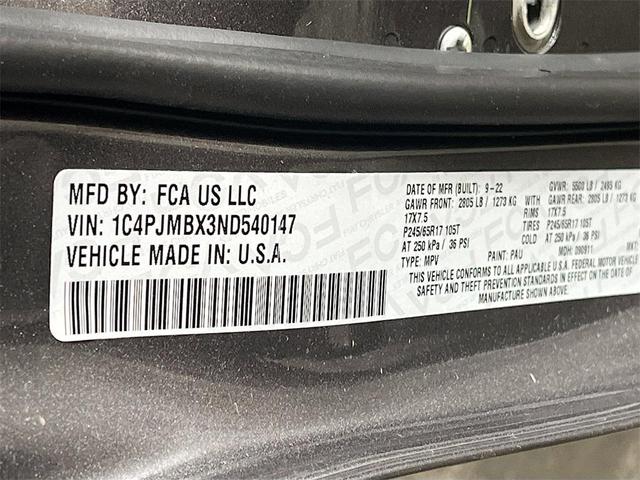 MFD BY: FCA US LLC
VIN: 1C4PJMBX3ND540147
VEHICLE MADE IN: U.S.A.
DATE OF MFR (BUILT): 9-22 GVWR: 5500 LB / 2495 KG
GAWR FRONT: 2805 LB / 1273 KG WITH GAWR REAR: 2805 LB / 1273 KG
17X7.5 RIMS 17X7.5
P245/65R17 105T TIRES P245/65R17 105T
AT 250 kPa / 36 PSI COLD AT 250 kPa / 36 PSI
TYPE: MPV PAINT: PAU MDH: 090911
THIS VEHICLE CONFORMS TO ALL APPLICABLE U.S.A. FEDERAL MOTOR VEHICLE
SAFETY AND THEFT PREVENTION STANDARDS IN EFFECT ON THE DATE OF
MANUFACTURE SHOWN ABOVE.